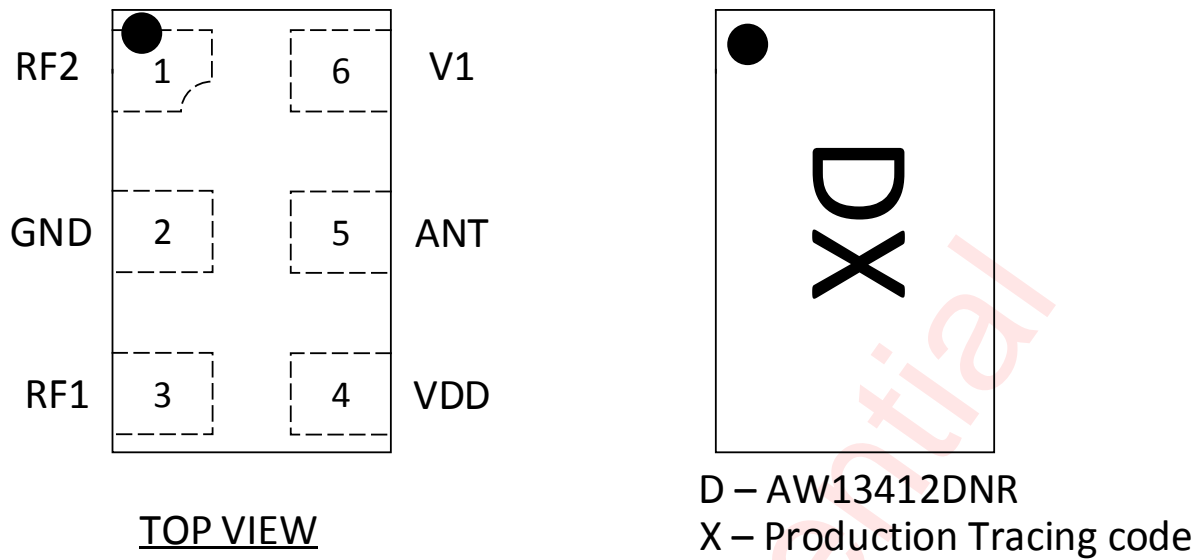 RF2 1 6 V1
GND 2 5 ANT
RF1 3 4 VDD
TOP VIEW
DX
D – AW13412DNR
X – Production Tracing code